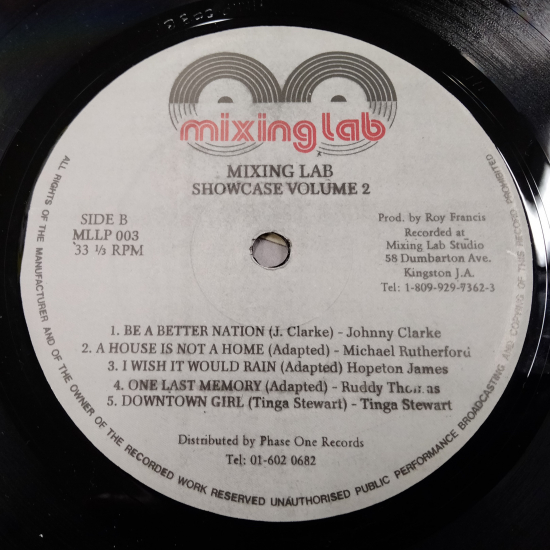 mixing lab
MIXING LAB
SHOWCASE VOLUME 2
SIDE B
MLLP 003
33 ⅓ RPM
Prod. by Roy Francis
Recorded at
Mixing Lab Studio
58 Dumbarton Ave.
Kingston J.A.
Tel: 1-809-929-7362-3
1. BE A BETTER NATION (J. Clarke) - Johnny Clarke
2. A HOUSE IS NOT A HOME (Adapted) - Michael Rutherford
3. I WISH IT WOULD RAIN (Adapted) Hopeton James
4. ONE LAST MEMORY (Adapted) - Ruddy Thomas
5. DOWNTOWN GIRL (Tinga Stewart) - Tinga Stewart
Distributed by Phase One Records
Tel: 01-602 0682
ALL RIGHTS OF THE MANUFACTURER AND OF THE OWNER OF THE RECORDED WORK RESERVED UNAUTHORISED PUBLIC PERFORMANCE BROADCASTING AND COPYING OF THIS RECORD PROHIBITED